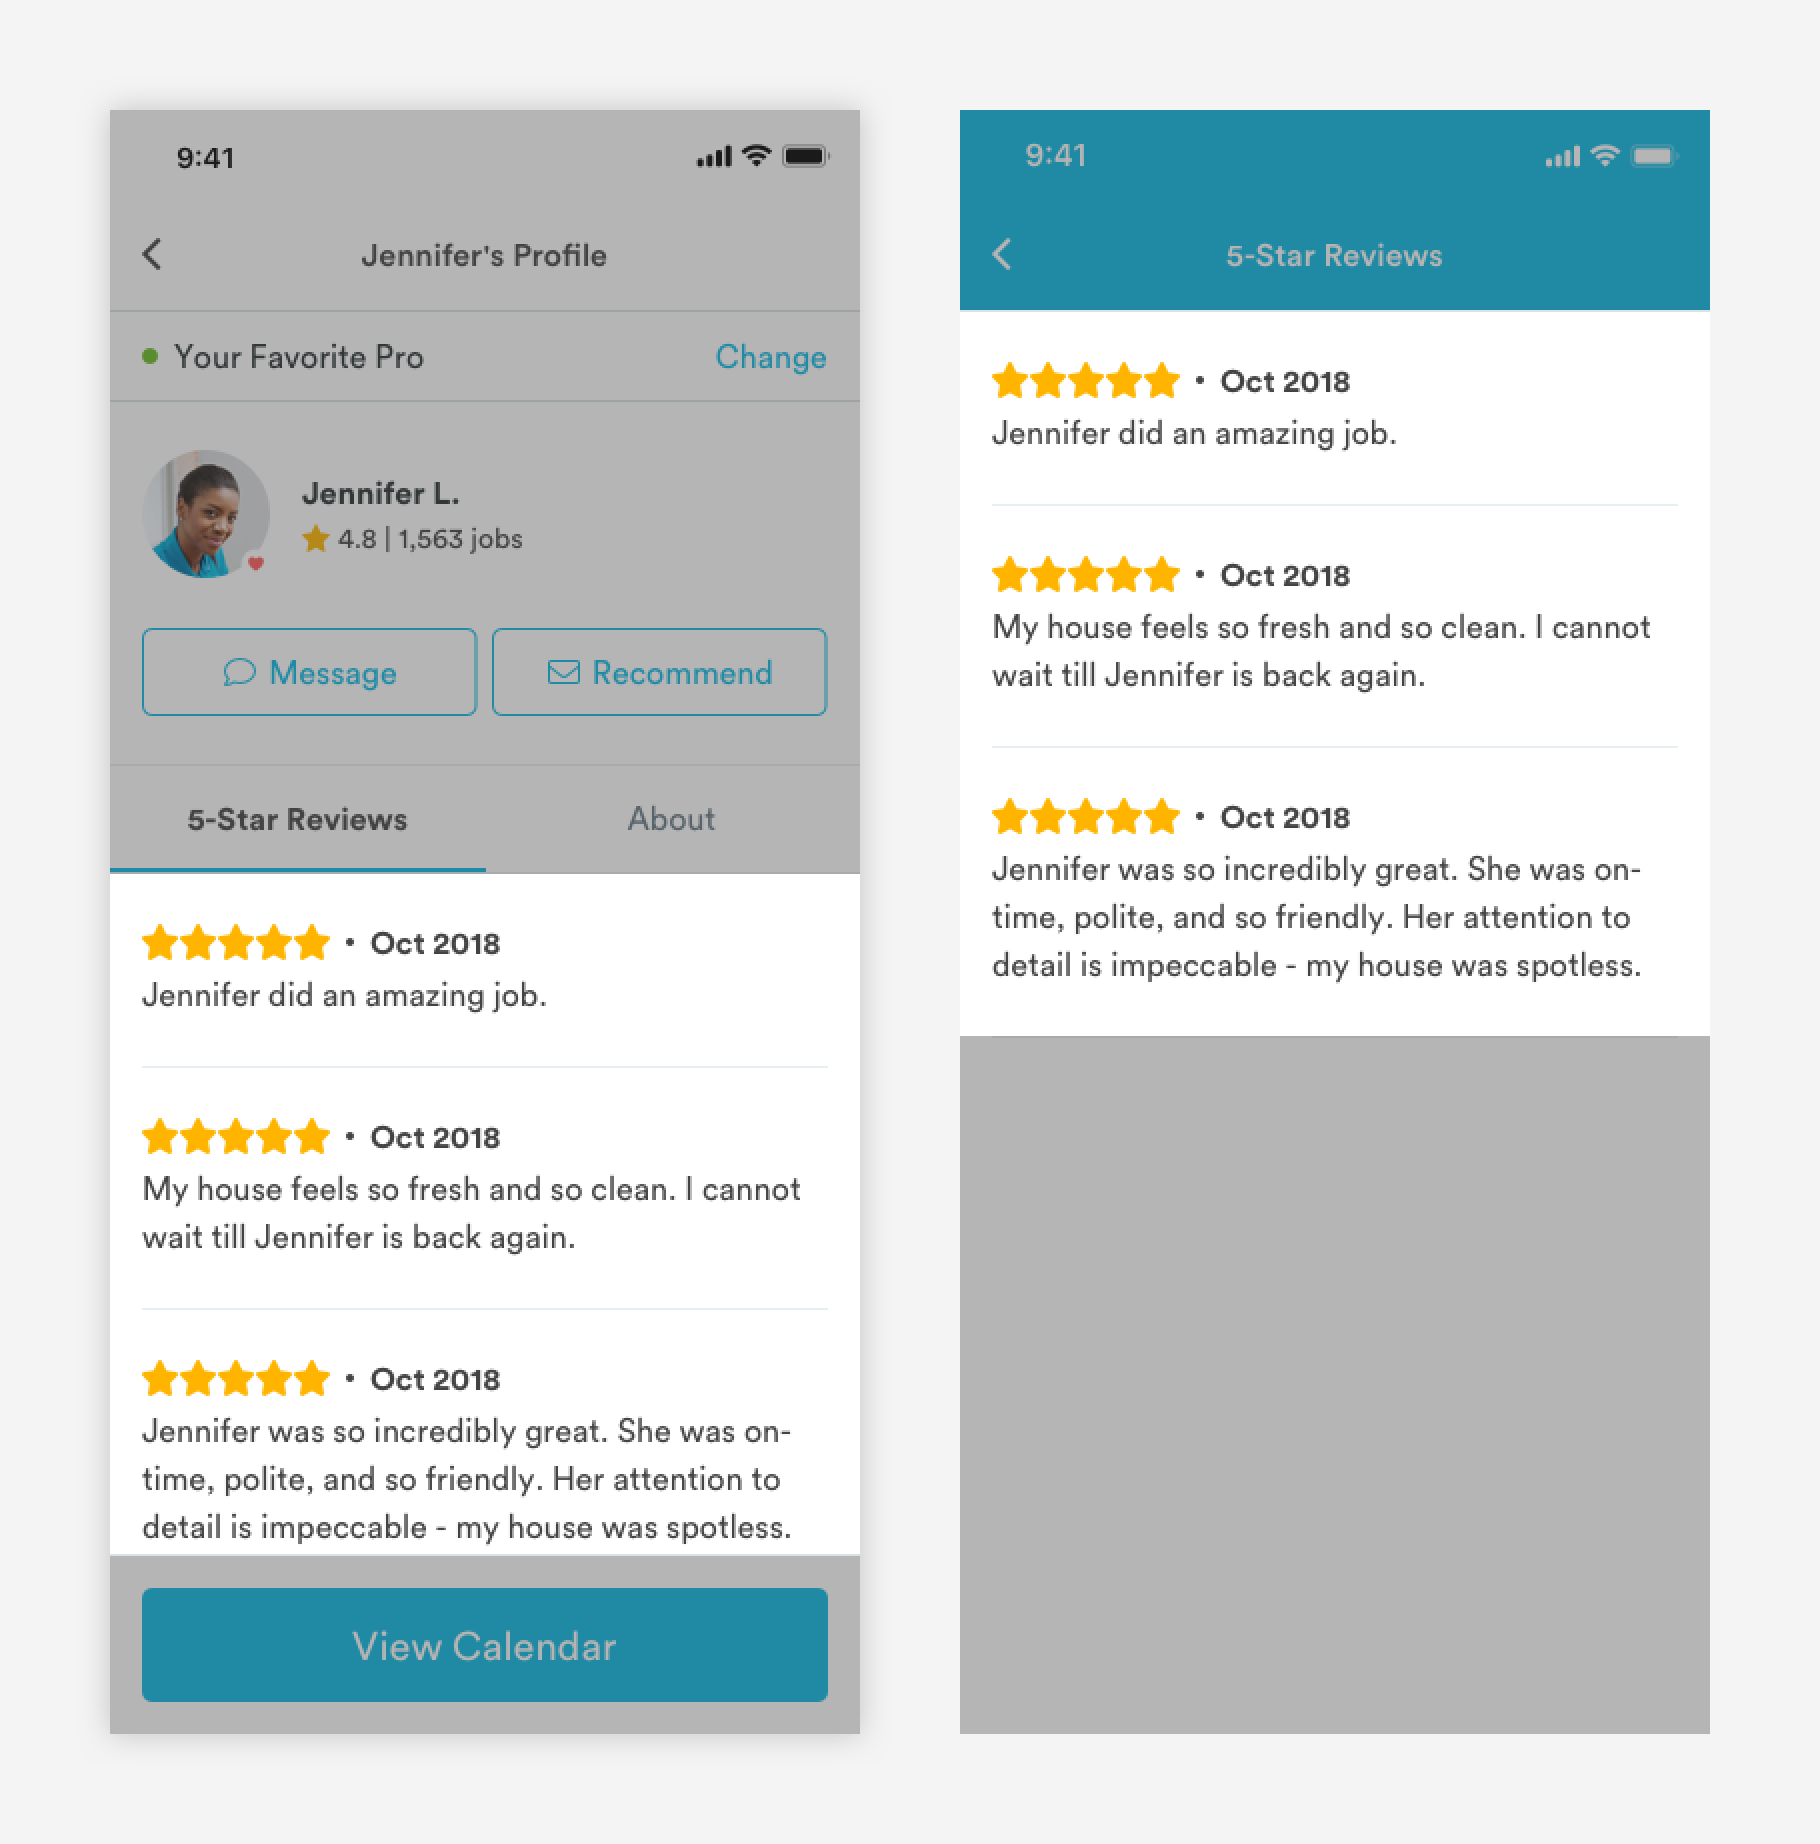 9:41
Jennifer's Profile
Your Favorite Pro
Change
Jennifer L.
4.8 | 1,563 jobs
Message
Recommend
5-Star Reviews
About
• Oct 2018
Jennifer did an amazing job.
• Oct 2018
My house feels so fresh and so clean. I cannot
wait till Jennifer is back again.
• Oct 2018
Jennifer was so incredibly great. She was on-
time, polite, and so friendly. Her attention to
detail is impeccable - my house was spotless.
View Calendar
9:41
5-Star Reviews
• Oct 2018
Jennifer did an amazing job.
• Oct 2018
My house feels so fresh and so clean. I cannot
wait till Jennifer is back again.
• Oct 2018
Jennifer was so incredibly great. She was on-
time, polite, and so friendly. Her attention to
detail is impeccable - my house was spotless.